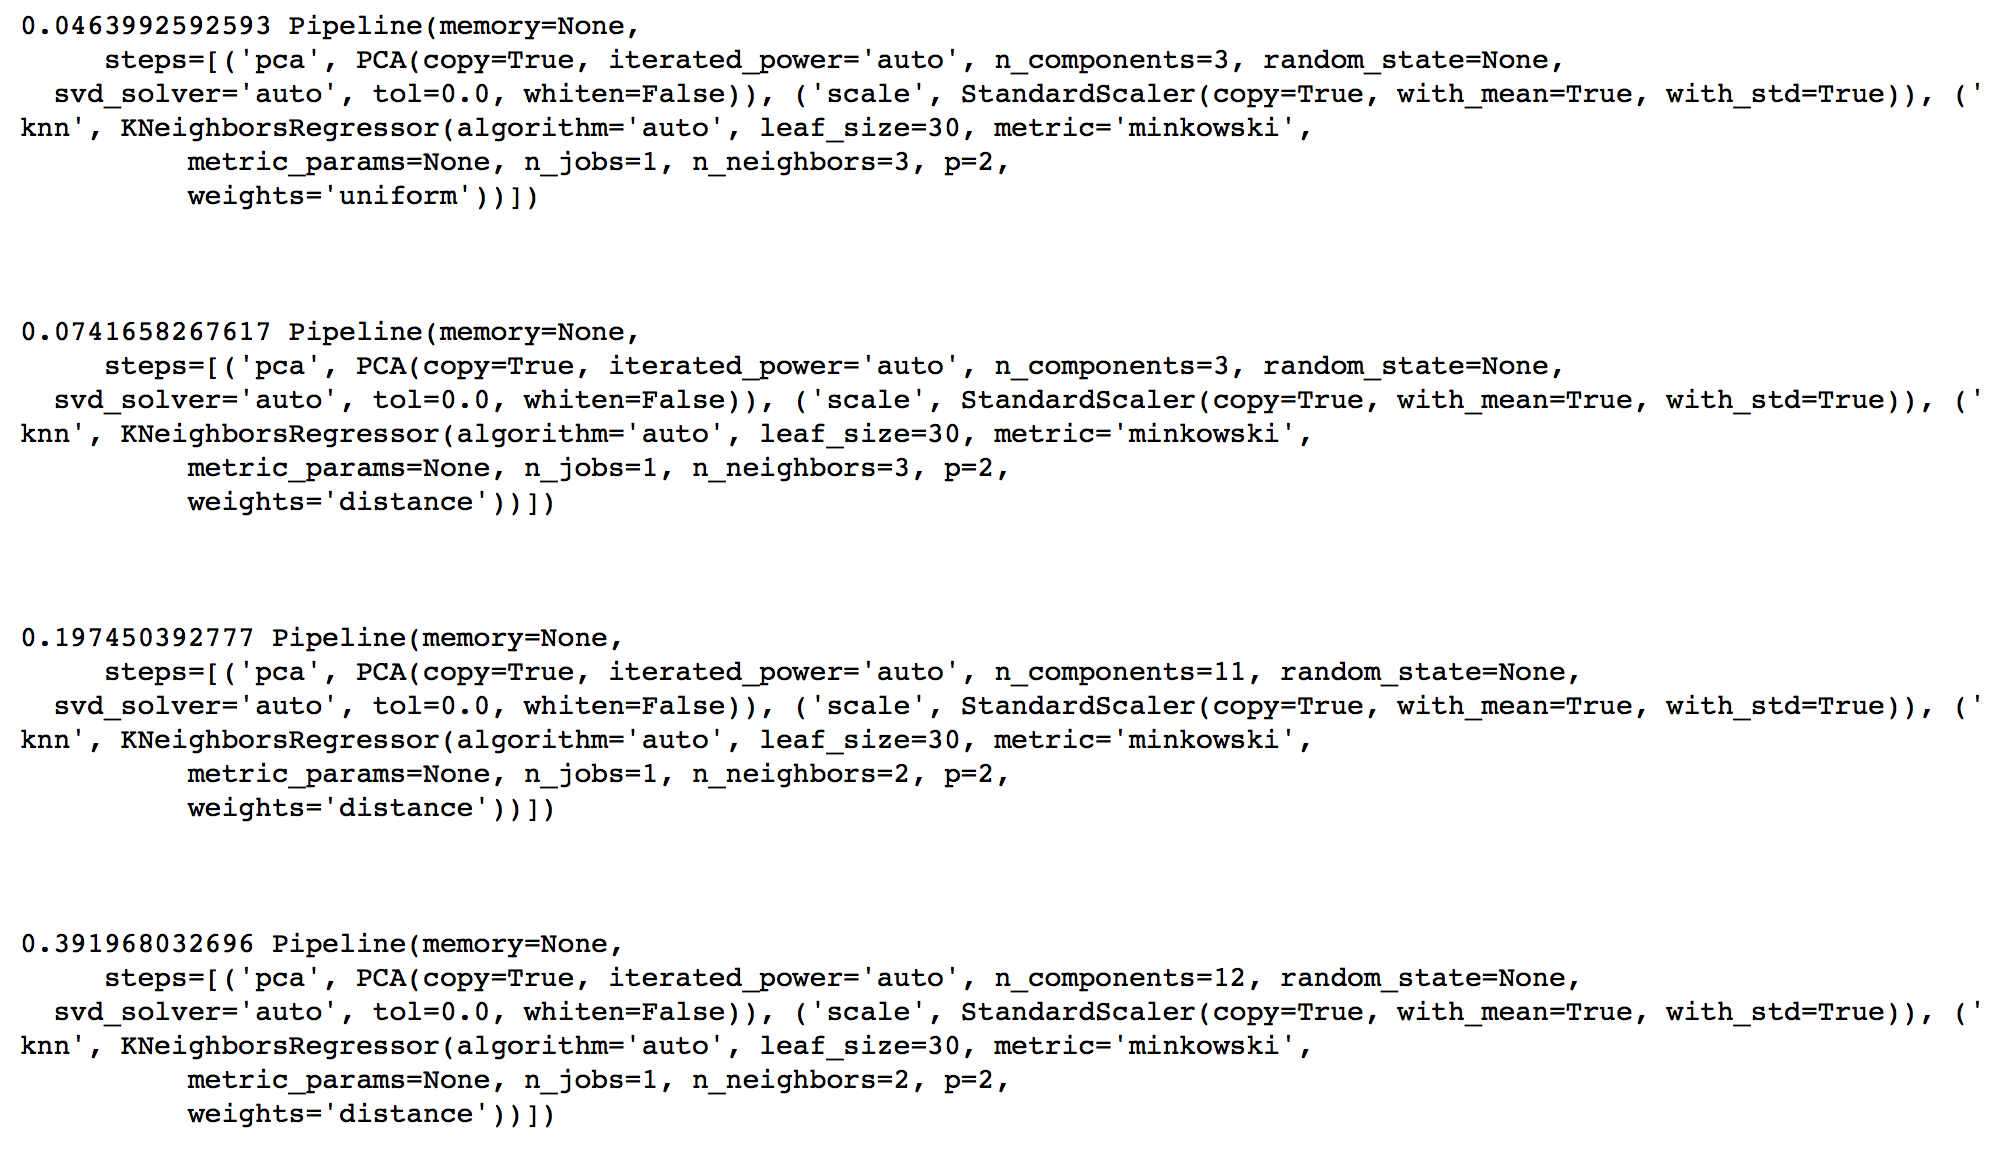 0.0463992592593 Pipeline(memory=None,
     steps=[('pca', PCA(copy=True, iterated_power='auto', n_components=3, random_state=None,
  svd_solver='auto', tol=0.0, whiten=False)), ('scale', StandardScaler(copy=True, with_mean=True, with_std=True)), ('
knn', KNeighborsRegressor(algorithm='auto', leaf_size=30, metric='minkowski',
          metric_params=None, n_jobs=1, n_neighbors=3, p=2,
          weights='uniform'))])
0.0741658267617 Pipeline(memory=None,
     steps=[('pca', PCA(copy=True, iterated_power='auto', n_components=3, random_state=None,
  svd_solver='auto', tol=0.0, whiten=False)), ('scale', StandardScaler(copy=True, with_mean=True, with_std=True)), ('
knn', KNeighborsRegressor(algorithm='auto', leaf_size=30, metric='minkowski',
          metric_params=None, n_jobs=1, n_neighbors=3, p=2,
          weights='distance'))])
0.197450392777 Pipeline(memory=None,
     steps=[('pca', PCA(copy=True, iterated_power='auto', n_components=11, random_state=None,
  svd_solver='auto', tol=0.0, whiten=False)), ('scale', StandardScaler(copy=True, with_mean=True, with_std=True)), ('
knn', KNeighborsRegressor(algorithm='auto', leaf_size=30, metric='minkowski',
          metric_params=None, n_jobs=1, n_neighbors=2, p=2,
          weights='distance'))])
0.391968032696 Pipeline(memory=None,
     steps=[('pca', PCA(copy=True, iterated_power='auto', n_components=12, random_state=None,
  svd_solver='auto', tol=0.0, whiten=False)), ('scale', StandardScaler(copy=True, with_mean=True, with_std=True)), ('
knn', KNeighborsRegressor(algorithm='auto', leaf_size=30, metric='minkowski',
          metric_params=None, n_jobs=1, n_neighbors=2, p=2,
          weights='distance'))])